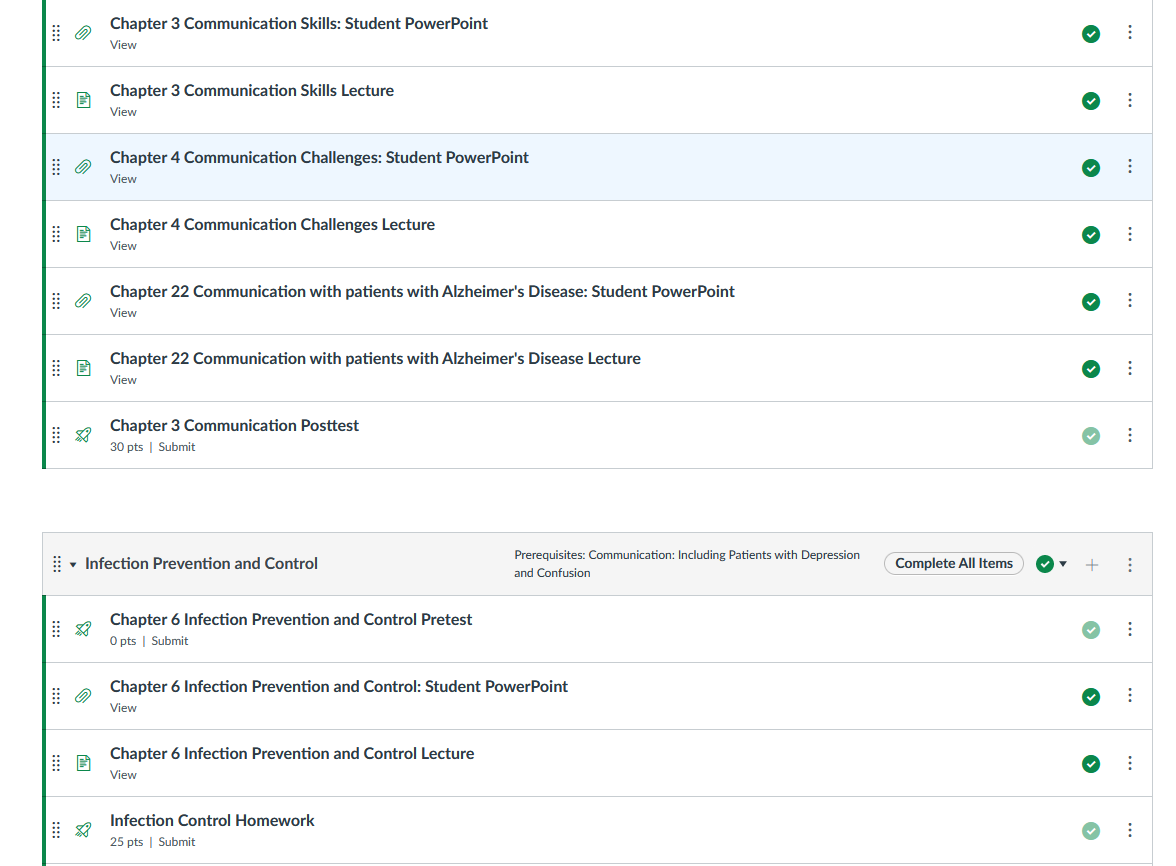 Chapter 3 Communication Skills: Student PowerPoint
View
Chapter 3 Communication Skills Lecture
View
Chapter 4 Communication Challenges: Student PowerPoint
View
Chapter 4 Communication Challenges Lecture
View
Chapter 22 Communication with patients with Alzheimer's Disease: Student PowerPoint
View
Chapter 22 Communication with patients with Alzheimer's Disease Lecture
View
Chapter 3 Communication Posttest
30 pts | Submit
Infection Prevention and Control
Prerequisites: Communication: Including Patients with Depression
and Confusion
Complete All Items
Chapter 6 Infection Prevention and Control Pretest
0 pts | Submit
Chapter 6 Infection Prevention and Control: Student PowerPoint
View
Chapter 6 Infection Prevention and Control Lecture
View
Infection Control Homework
25 pts | Submit